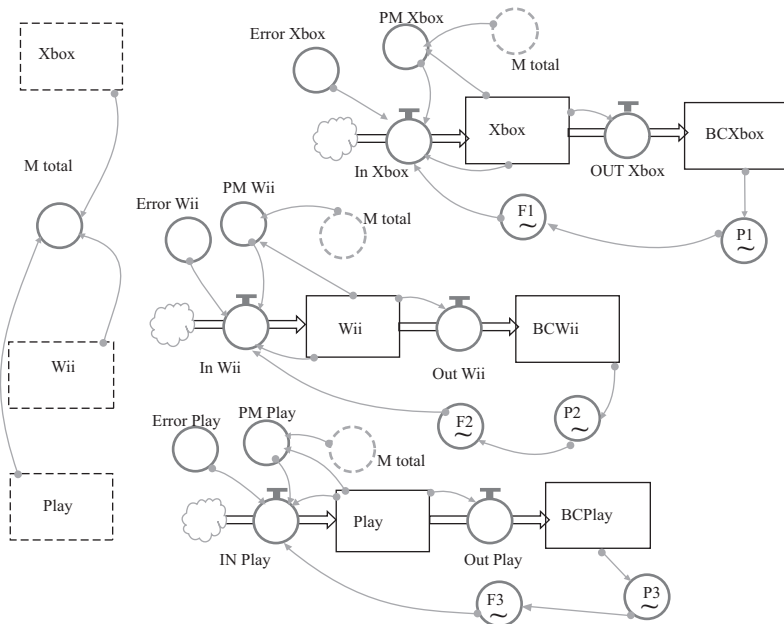 Xbox
M total
Wii
Play
Error Xbox
PM Xbox
M total
In Xbox
Xbox
OUT Xbox
BCXbox
F1
~
P1
~
Error Wii
PM Wii
M total
In Wii
Wii
Out Wii
BCWii
F2
~
P2
~
Error Play
PM Play
M total
IN Play
Play
Out Play
BCPlay
F3
~
P3
~